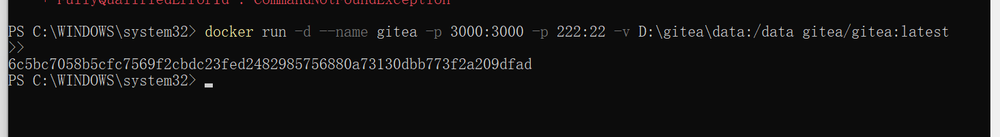 + FullyQualifiedErrorId : CommandNotFoundException
PS C:\WINDOWS\system32> docker run -d --name gitea -p 3000:3000 -p 222:22 -v D:\gitea\data:/data gitea/gitea:latest
>>
6c5bc7058b5cfc7569f2cbdc23fed2482985756880a73130dbb773f2a209dfad
PS C:\WINDOWS\system32>